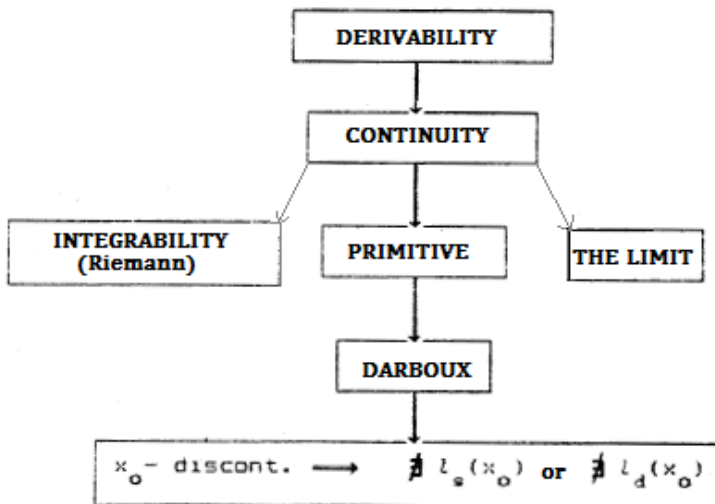 DERIVABILITY
CONTINUITY
INTEGRABILITY
(Riemann)
PRIMITIVE
THE LIMIT
DARBOUX
x₀ - discont. ⟶ ∄ l_s(x₀) or ∄ l_d(x₀)